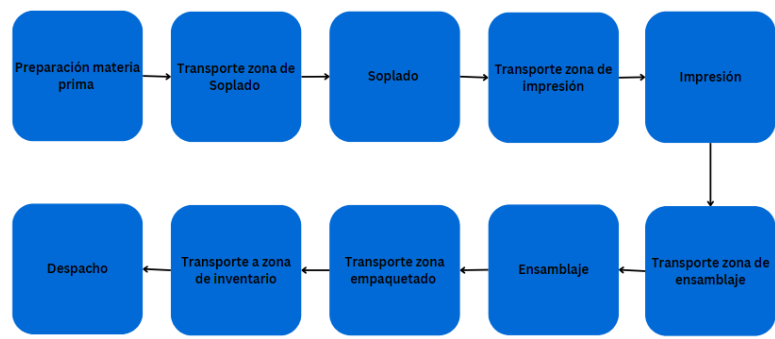 Preparación materia
prima
Transporte zona de
Soplado
Soplado
Transporte zona de
impresión
Impresión
Transporte zona de
ensamblaje
Ensamblaje
Transporte zona
empaquetado
Transporte a zona
de inventario
Despacho